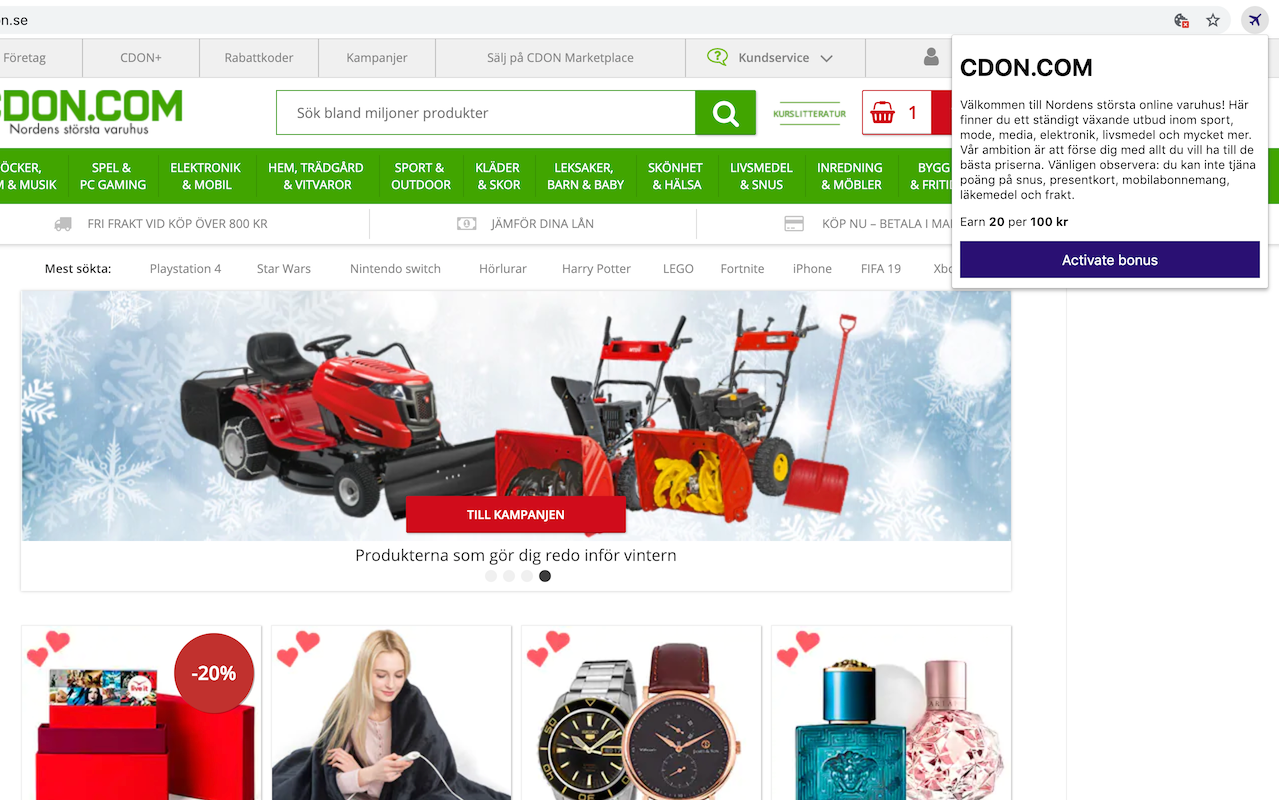 n.se
Företag
CDON+
Rabattkoder
Kampanjer
Sälj på CDON Marketplace
Kundservice
CDON.COM
Nordens största varuhus
Sök bland miljoner produkter
KURSLITTERATUR
1
ÖCKER,
M & MUSIK
SPEL &
PC GAMING
ELEKTRONIK
& MOBIL
HEM, TRÄDGÅRD
& VITVAROR
SPORT &
OUTDOOR
KLÄDER
& SKOR
LEKSAKER,
BARN & BABY
SKÖNHET
& HÄLSA
LIVSMEDEL
& SNUS
INREDNING
& MÖBLER
BYGG
& FRITI
FRI FRAKT VID KÖP ÖVER 800 KR
JÄMFÖR DINA LÅN
KÖP NU – BETALA I MA
Mest sökta:
Playstation 4
Star Wars
Nintendo switch
Hörlurar
Harry Potter
LEGO
Fortnite
iPhone
FIFA 19
Xbo
CDON.COM
Välkommen till Nordens största online varuhus! Här
finner du ett ständigt växande utbud inom sport,
mode, media, elektronik, livsmedel och mycket mer.
Vår ambition är att förse dig med allt du vill ha till de
bästa priserna. Vänligen observera: du kan inte tjäna
poäng på snus, presentkort, mobilabonnemang,
läkemedel och frakt.
Earn 20 per 100 kr
Activate bonus
TILL KAMPANJEN
Produkterna som gör dig redo inför vintern
-20%
live it
SEIKO